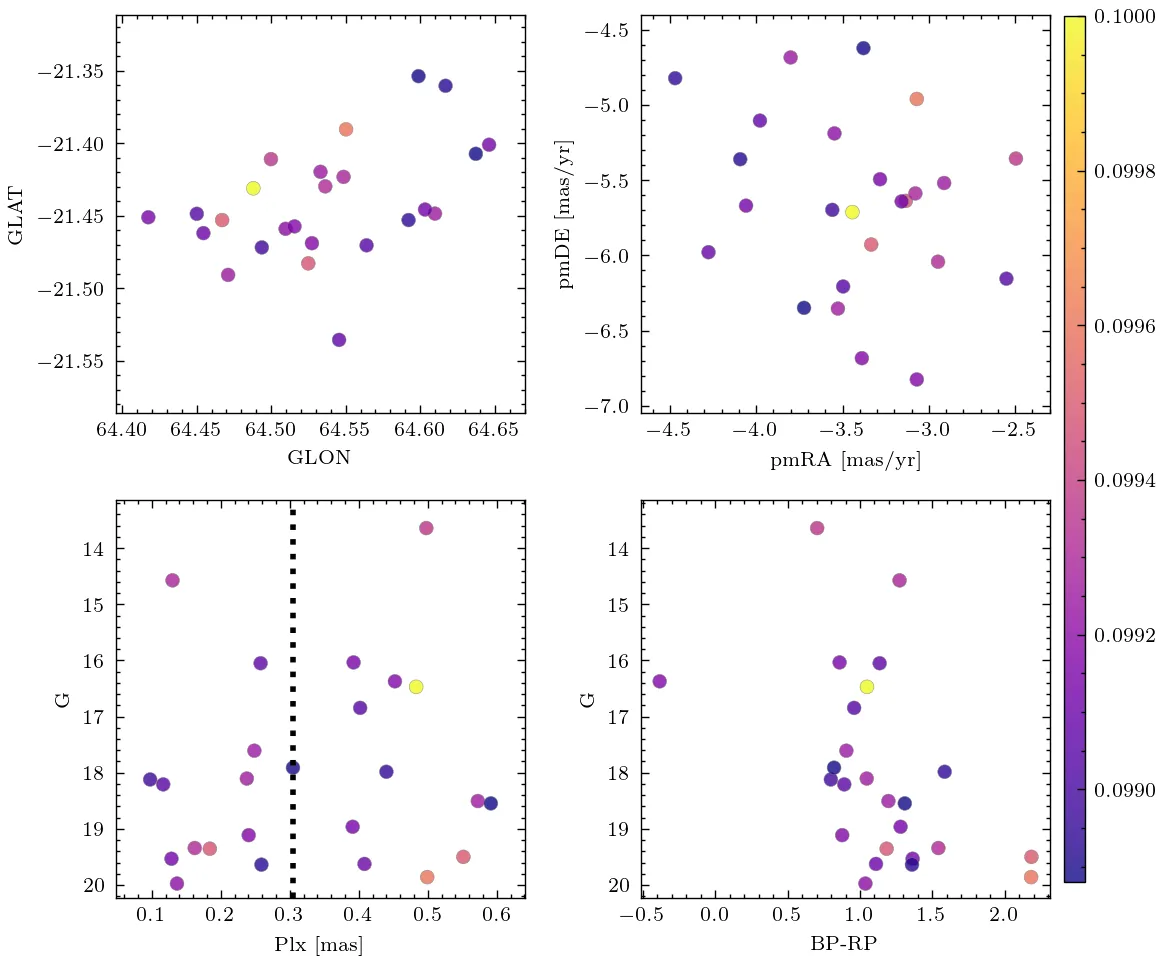 −21.35
−21.40
−21.45
−21.50
−21.55
GLAT
64.40 64.45 64.50 64.55 64.60 64.65
GLON
−4.5
−5.0
−5.5
−6.0
−6.5
−7.0
pmDE [mas/yr]
−4.5 −4.0 −3.5 −3.0 −2.5
pmRA [mas/yr]
14
15
16
17
18
19
20
G
0.1 0.2 0.3 0.4 0.5 0.6
Plx [mas]
14
15
16
17
18
19
20
G
−0.5 0.0 0.5 1.0 1.5 2.0
BP-RP
0.1000
0.0998
0.0996
0.0994
0.0992
0.0990